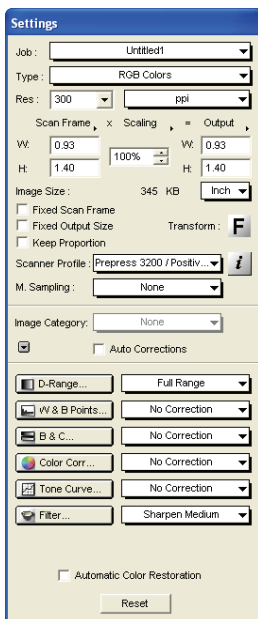 Settings
Job : Untitled1
Type : RGB Colors
Res : 300 ppi
Scan Frame x Scaling = Output
W: 0.93 100% W: 0.93
H: 1.40 H: 1.40
Image Size : 345 KB Inch
Fixed Scan Frame
Fixed Output Size Transform : F
Keep Proportion
Scanner Profile : Prepress 3200 / Positiv... i
M. Sampling : None
Image Category: None
Auto Corrections
D-Range... Full Range
W & B Points... No Correction
B & C... No Correction
Color Corr... No Correction
Tone Curve... No Correction
Filter... Sharpen Medium
Automatic Color Restoration
Reset